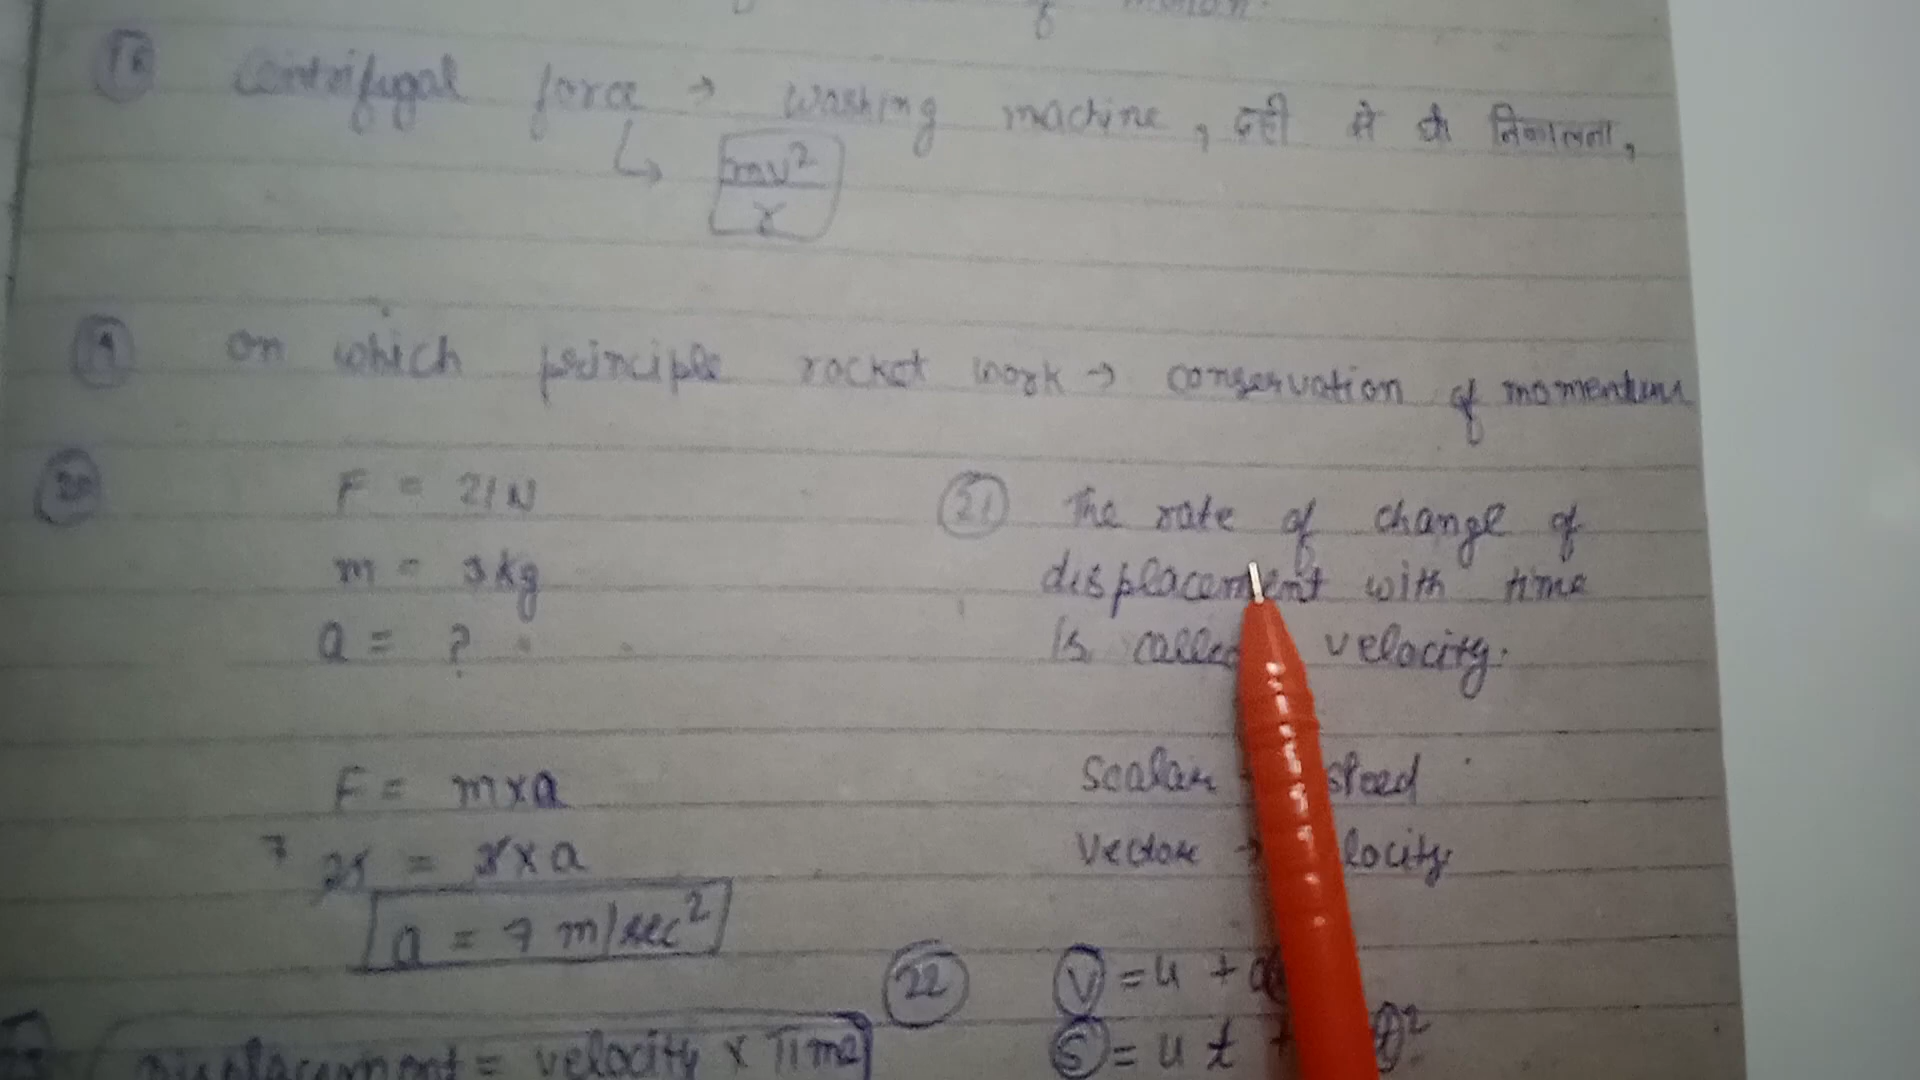 motion.
18 Centrifugal force → washing machine, दही से घी निकालना,
↳ mv²/r
19 on which principle rocket work → conservation of momentum
20 F = 21N
m = 3kg
a = ?
F = m×a
7 21 = 3×a
a = 7 m/sec²
21 The rate of change of
displacement with time
is called velocity.
Scalar speed
Vector → locity
22 V = u + a
S = u t + t²
Displacement = velocity × Time